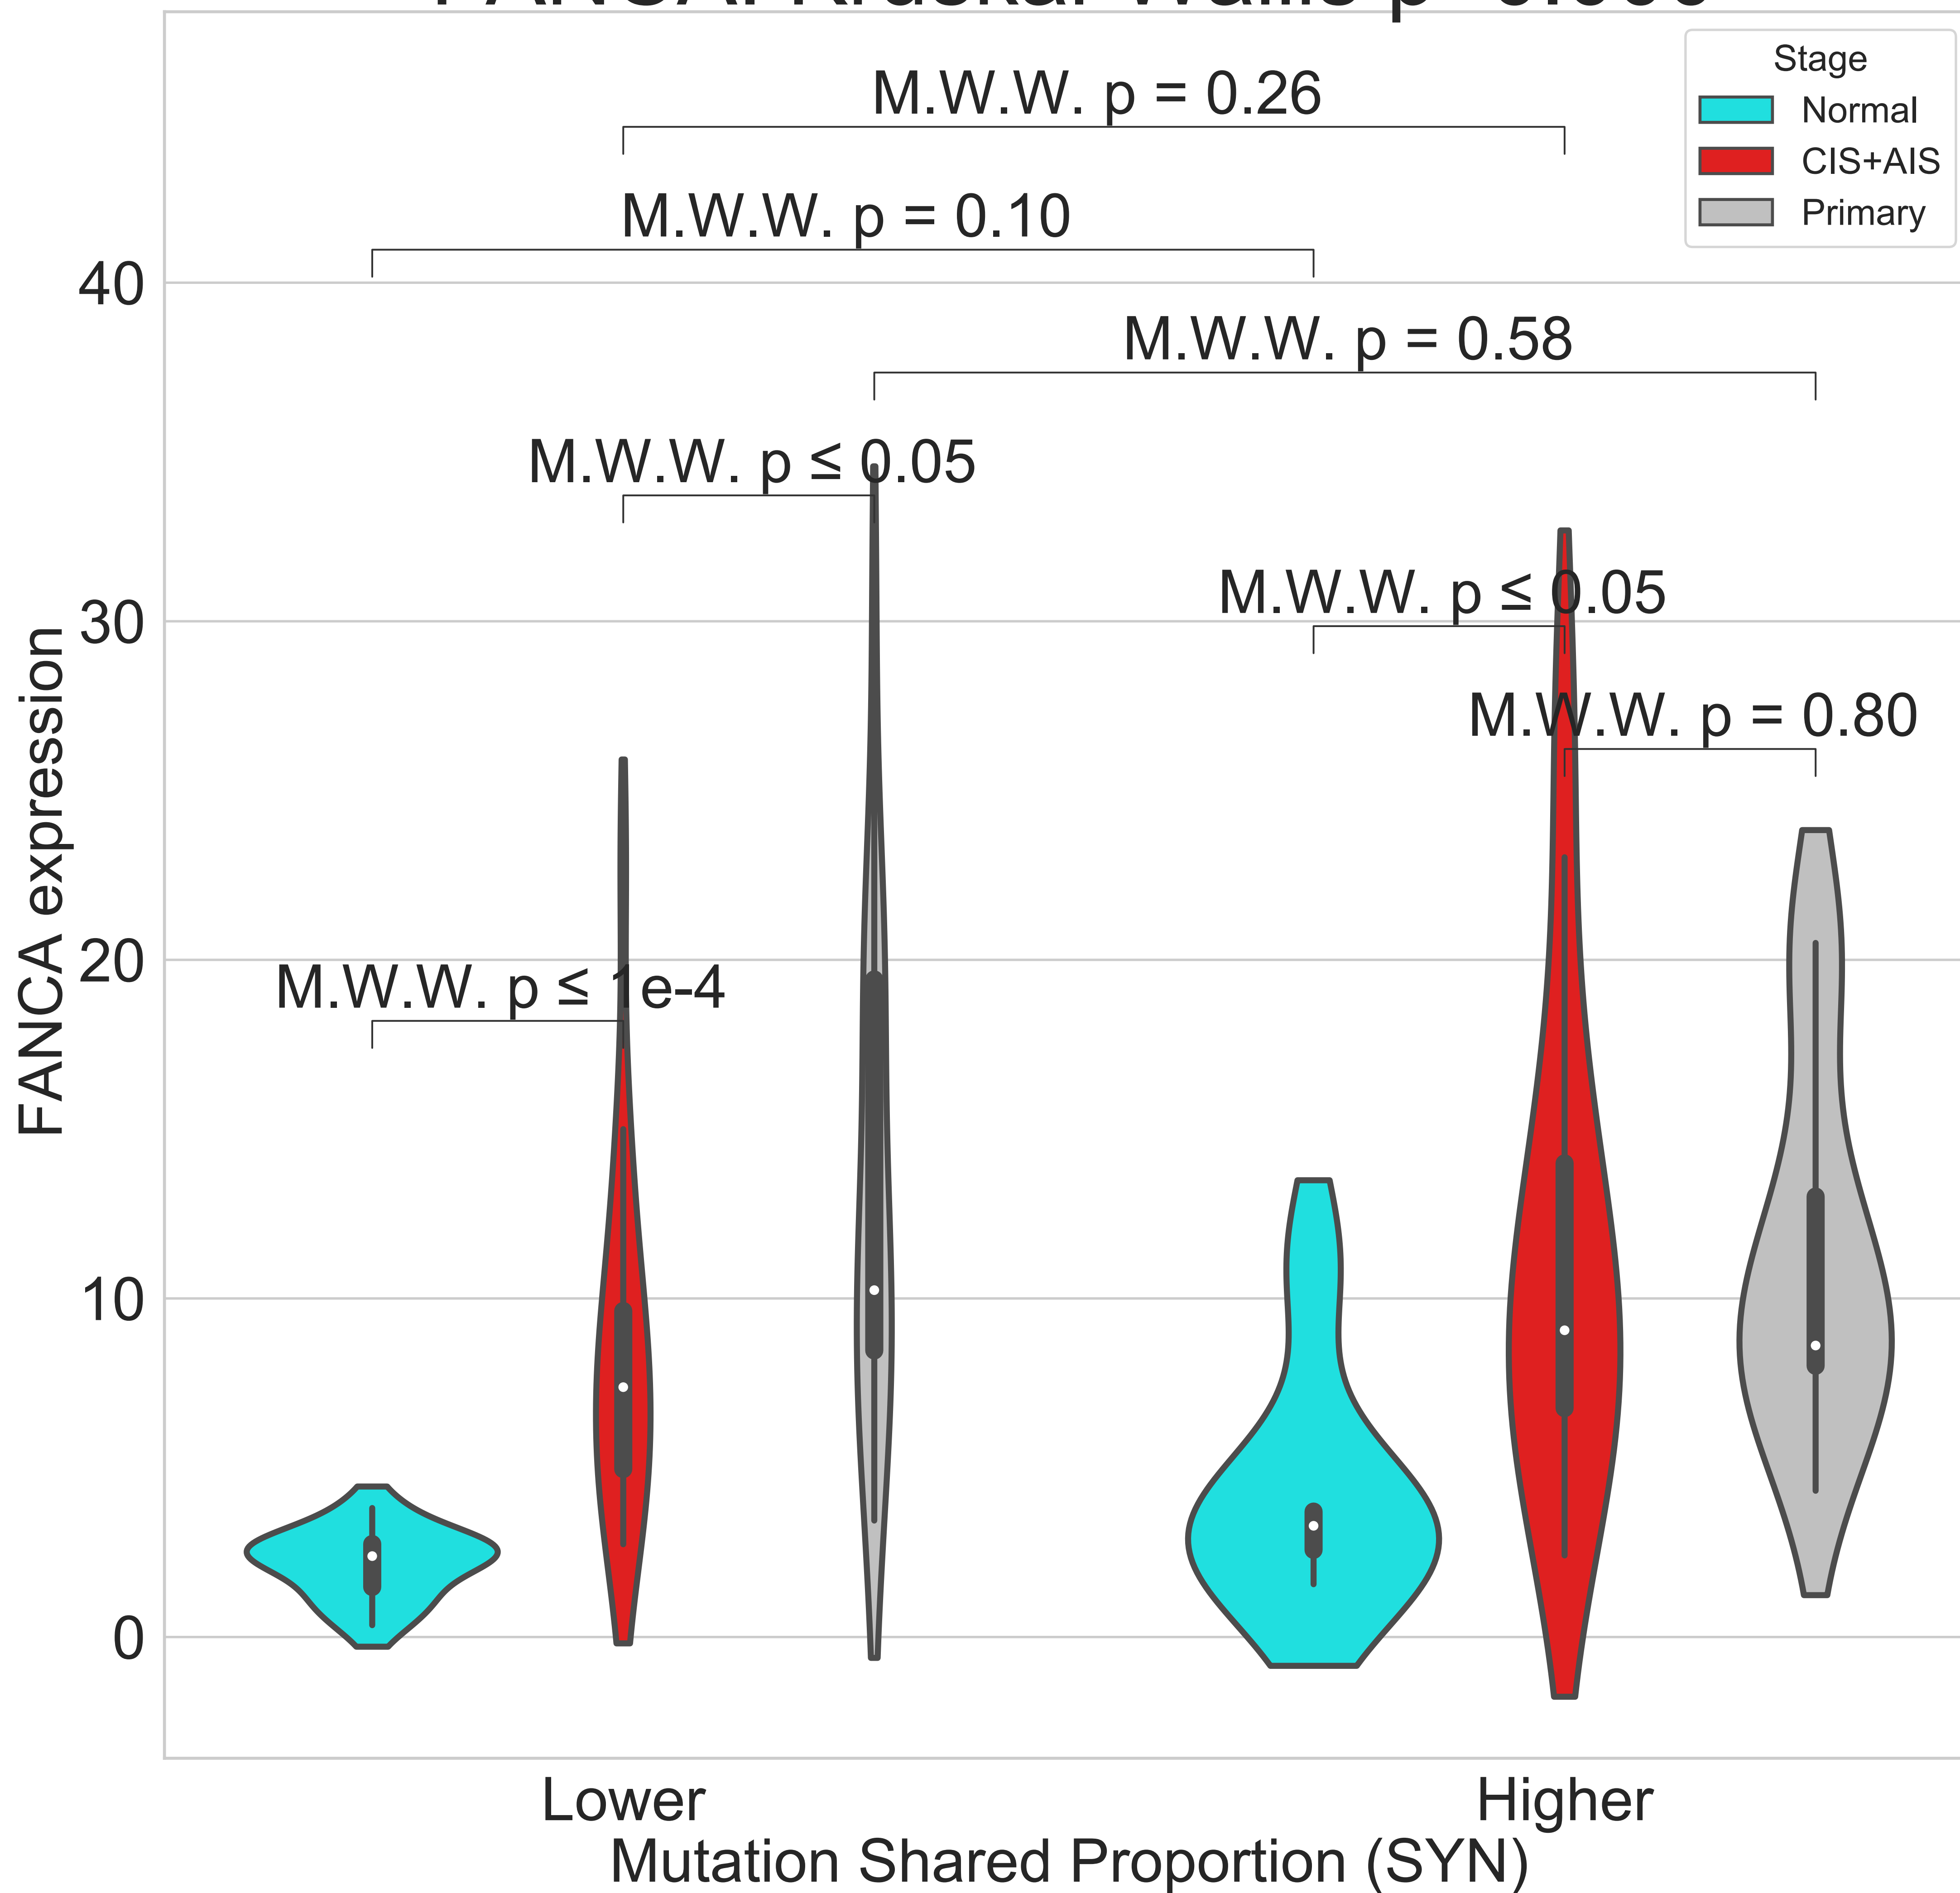 Stage
Normal
CIS+AIS
Primary
M.W.W. p = 0.26
M.W.W. p = 0.10
M.W.W. p = 0.58
M.W.W. p ≤ 0.05
M.W.W. p ≤ 0.05
M.W.W. p = 0.80
M.W.W. p ≤ 1e-4
FANCA expression
40
30
20
10
0
Lower
Higher
Mutation Shared Proportion (SYN)